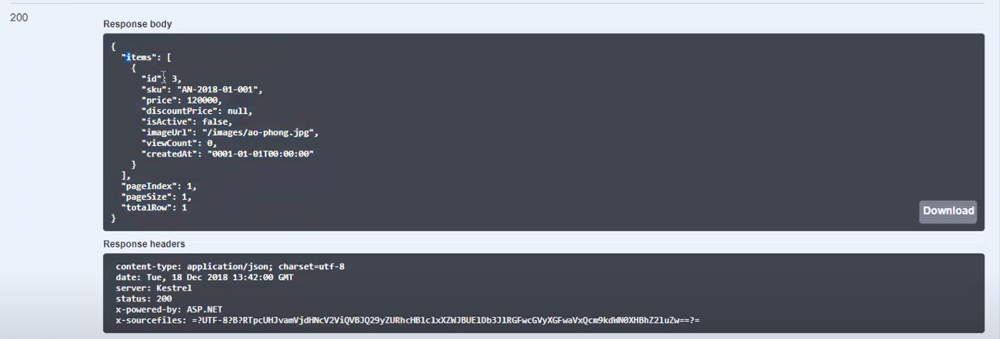 200
Response body
{
"items": [
{
"id": 3,
"sku": "AN-2018-01-001",
"price": 120000,
"discountPrice": null,
"isActive": false,
"imageUrl": "/images/ao-phong.jpg",
"viewCount": 0,
"createdAt": "0001-01-01T00:00:00"
}
],
"pageIndex": 1,
"pageSize": 1,
"totalRow": 1
}
Download
Response headers
content-type: application/json; charset=utf-8
date: Tue, 18 Dec 2018 13:42:00 GMT
server: Kestrel
status: 200
x-powered-by: ASP.NET
x-sourcefiles: